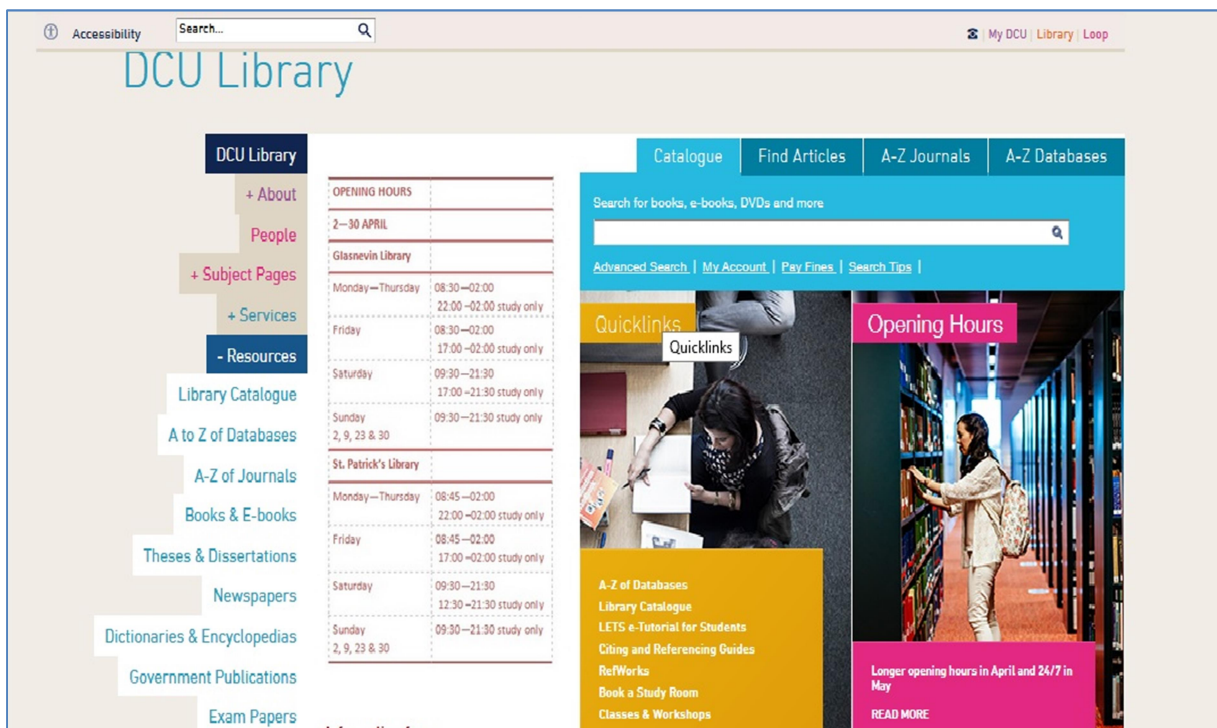 Accessibility
Search...
My DCU | Library | Loop
DCU Library
DCU Library
+ About
People
+ Subject Pages
+ Services
- Resources
Library Catalogue
A to Z of Databases
A-Z of Journals
Books & E-books
Theses & Dissertations
Newspapers
Dictionaries & Encyclopedias
Government Publications
Exam Papers
OPENING HOURS
2—30 APRIL
Glasnevin Library
Monday—Thursday 08:30—02:00
22:00—02:00 study only
Friday 08:30—02:00
17:00—02:00 study only
Saturday 09:30—21:30
17:00—21:30 study only
Sunday 09:30—21:30 study only
2, 9, 23 & 30
St. Patrick's Library
Monday—Thursday 08:45—02:00
22:00—02:00 study only
Friday 08:45—02:00
17:00—02:00 study only
Saturday 09:30—21:30
12:30—21:30 study only
Sunday 09:30—21:30 study only
2, 9, 23 & 30
Catalogue Find Articles A-Z Journals A-Z Databases
Search for books, e-books, DVDs and more
Advanced Search | My Account | Pay Fines | Search Tips |
Quicklinks
Quicklinks
A-Z of Databases
Library Catalogue
LETS e-Tutorial for Students
Citing and Referencing Guides
RefWorks
Book a Study Room
Classes & Workshops
Opening Hours
Longer opening hours in April and 24/7 in
May
READ MORE